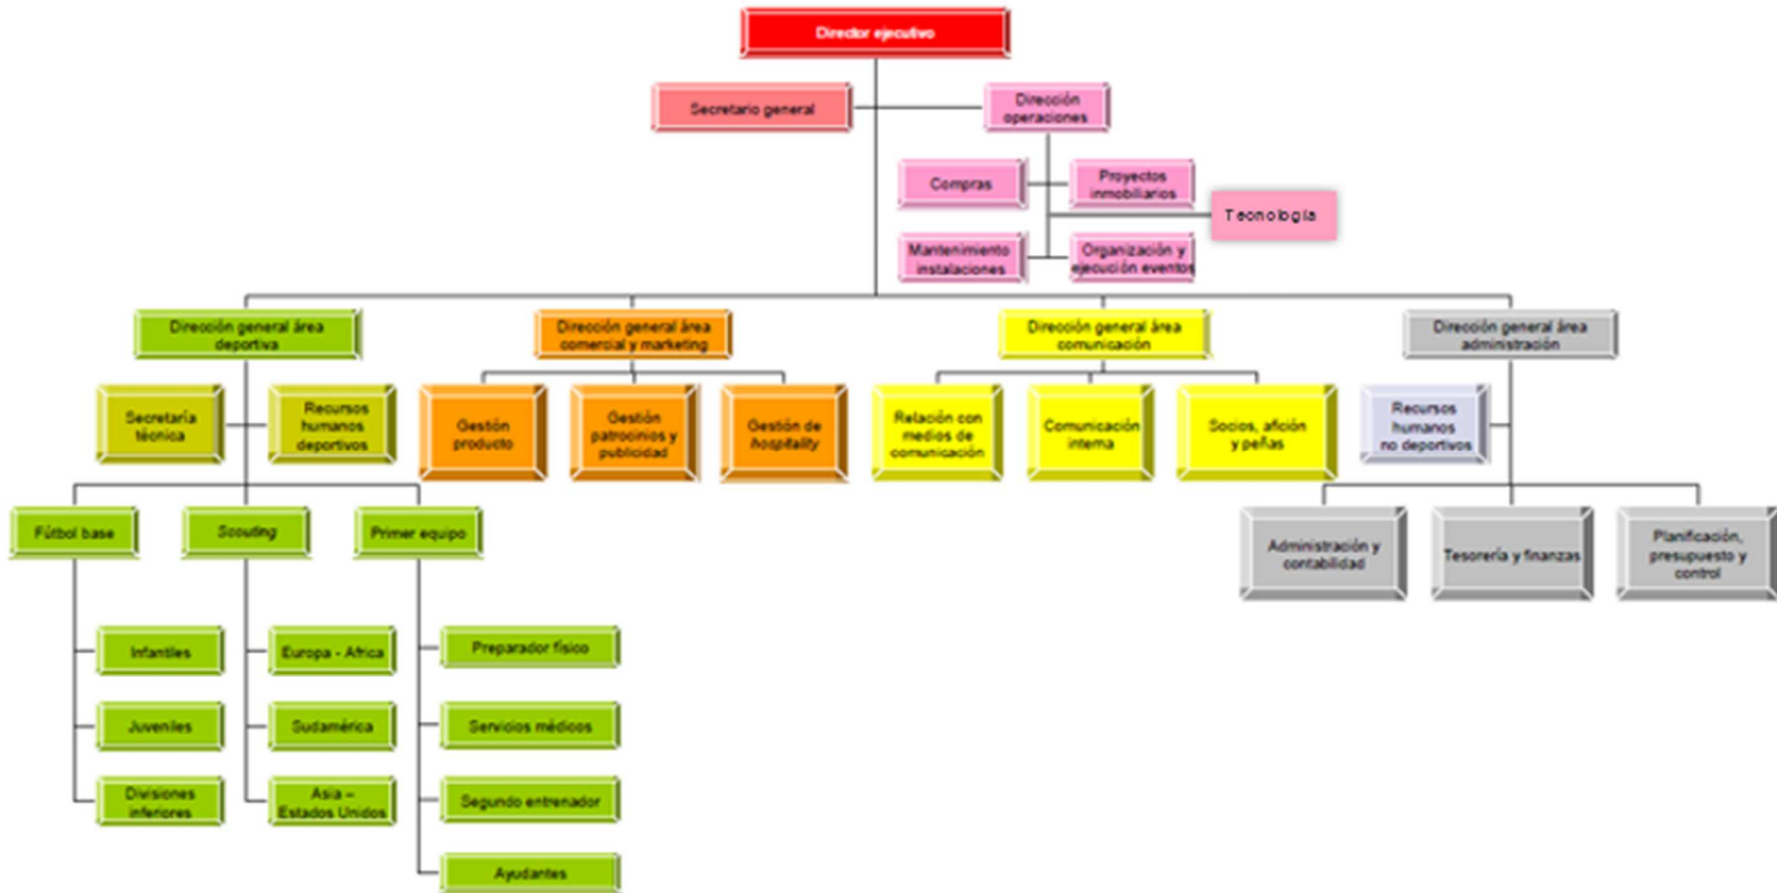 Director ejecutivo
Secretario general
Dirección
operaciones
Compras
Proyectos
inmobiliarios
Tecnología
Mantenimiento
instalaciones
Organización y
ejecución eventos
Dirección general área
deportiva
Dirección general área
comercial y marketing
Dirección general área
comunicación
Dirección general área
administración
Secretaría
técnica
Recursos
humanos
deportivos
Gestión
producto
Gestión
patrocinios y
publicidad
Gestión de
hospitality
Relación con
medios de
comunicación
Comunicación
interna
Socios, afición
y peñas
Recursos
humanos
no deportivos
Fútbol base
Scouting
Primer equipo
Administración y
contabilidad
Tesorería y finanzas
Planificación,
presupuesto y
control
Infantiles
Europa - Africa
Preparador físico
Juveniles
Sudamérica
Servicios médicos
Divisiones
inferiores
Asia –
Estados Unidos
Segundo entrenador
Ayudantes